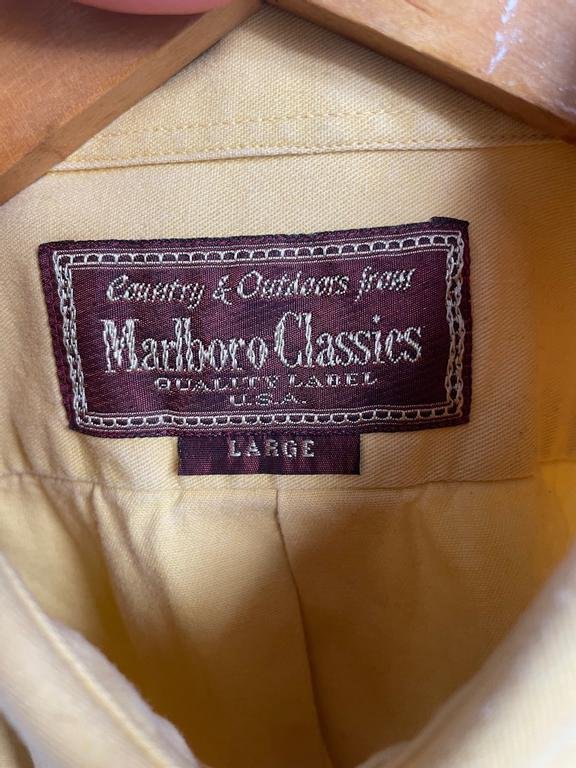 Country & Outdoors from
Marlboro Classics
QUALITY LABEL
U.S.A.
LARGE